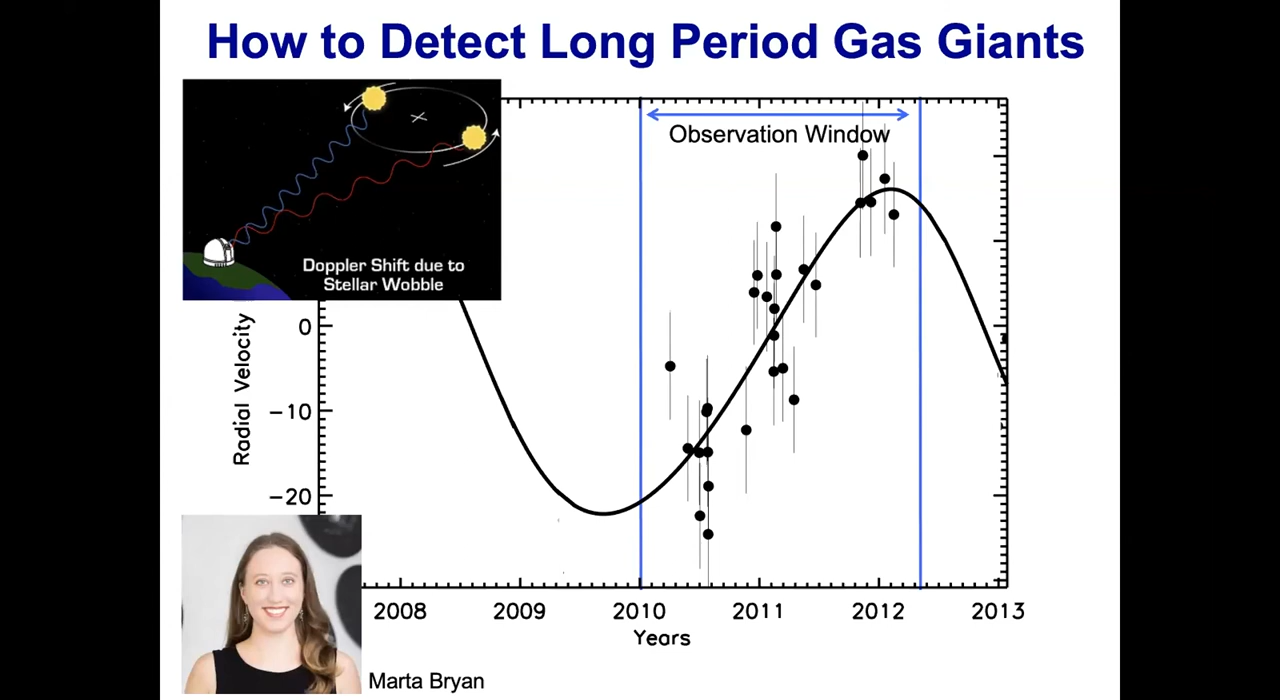 How to Detect Long Period Gas Giants
Observation Window
Doppler Shift due to
Stellar Wobble
Radial Velocity
0
−10
−20
2008 2009 2010 2011 2012 2013
Years
Marta Bryan